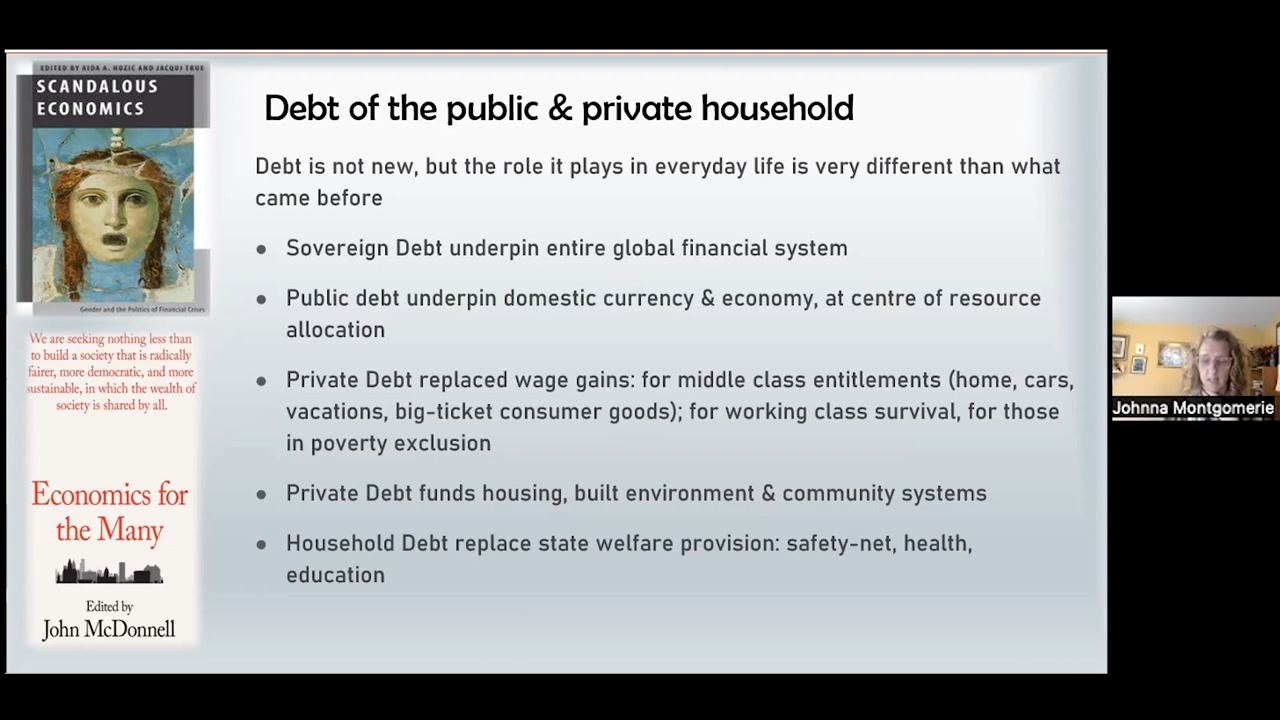 EDITED BY AIDA A. HOZIĆ AND JACQUI TRUE
SCANDALOUS
ECONOMICS
Gender and the Politics of Financial Crises
We are seeking nothing less than
to build a society that is radically
fairer, more democratic, and more
sustainable, in which the wealth of
society is shared by all.
Economics for
the Many
Edited by
John McDonnell
Debt of the public & private household
Debt is not new, but the role it plays in everyday life is very different than what
came before
● Sovereign Debt underpin entire global financial system
● Public debt underpin domestic currency & economy, at centre of resource
allocation
● Private Debt replaced wage gains: for middle class entitlements (home, cars,
vacations, big-ticket consumer goods); for working class survival, for those
in poverty exclusion
● Private Debt funds housing, built environment & community systems
● Household Debt replace state welfare provision: safety-net, health,
education
Johnna Montgomerie